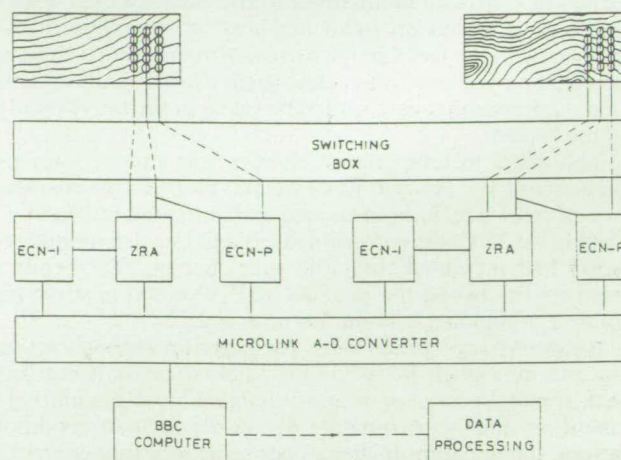 SWITCHING
BOX
ECN-I
ZRA
ECN-P
ECN-I
ZRA
ECN-P
MICROLINK A-D CONVERTER
BBC
COMPUTER
DATA
PROCESSING